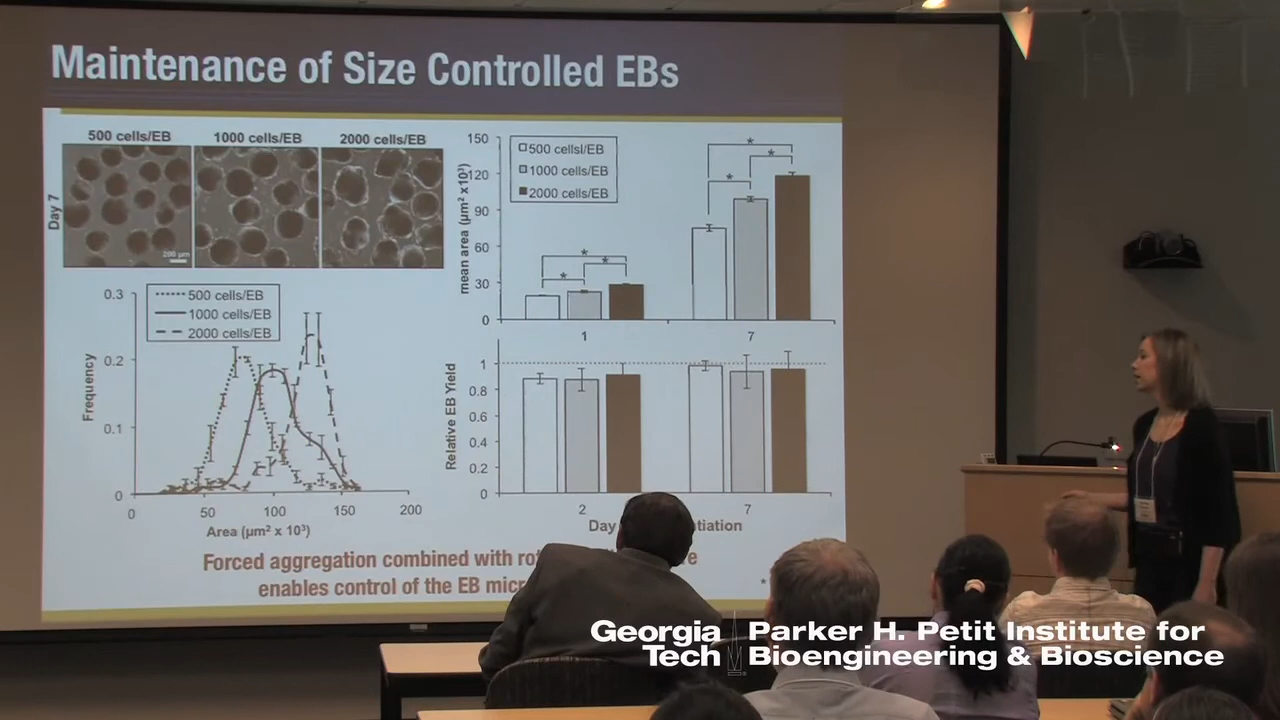 Maintenance of Size Controlled EBs
500 cells/EB
1000 cells/EB
2000 cells/EB
Day 7
200 µm
0.3
0.2
0.1
0
Frequency
500 cells/EB
1000 cells/EB
2000 cells/EB
0
50
100
150
200
Area (µm² x 10³)
150
120
90
60
30
0
mean area (µm² x10³)
500 cellsl/EB
1000 cells/EB
2000 cells/EB
*
*
*
*
*
*
1
7
1
0.8
0.6
0.4
0.2
0
Relative EB Yield
2
7
Day
Forced aggregation combined with
enables control of the EB
*
Georgia Tech
Parker H. Petit Institute for
Bioengineering & Bioscience